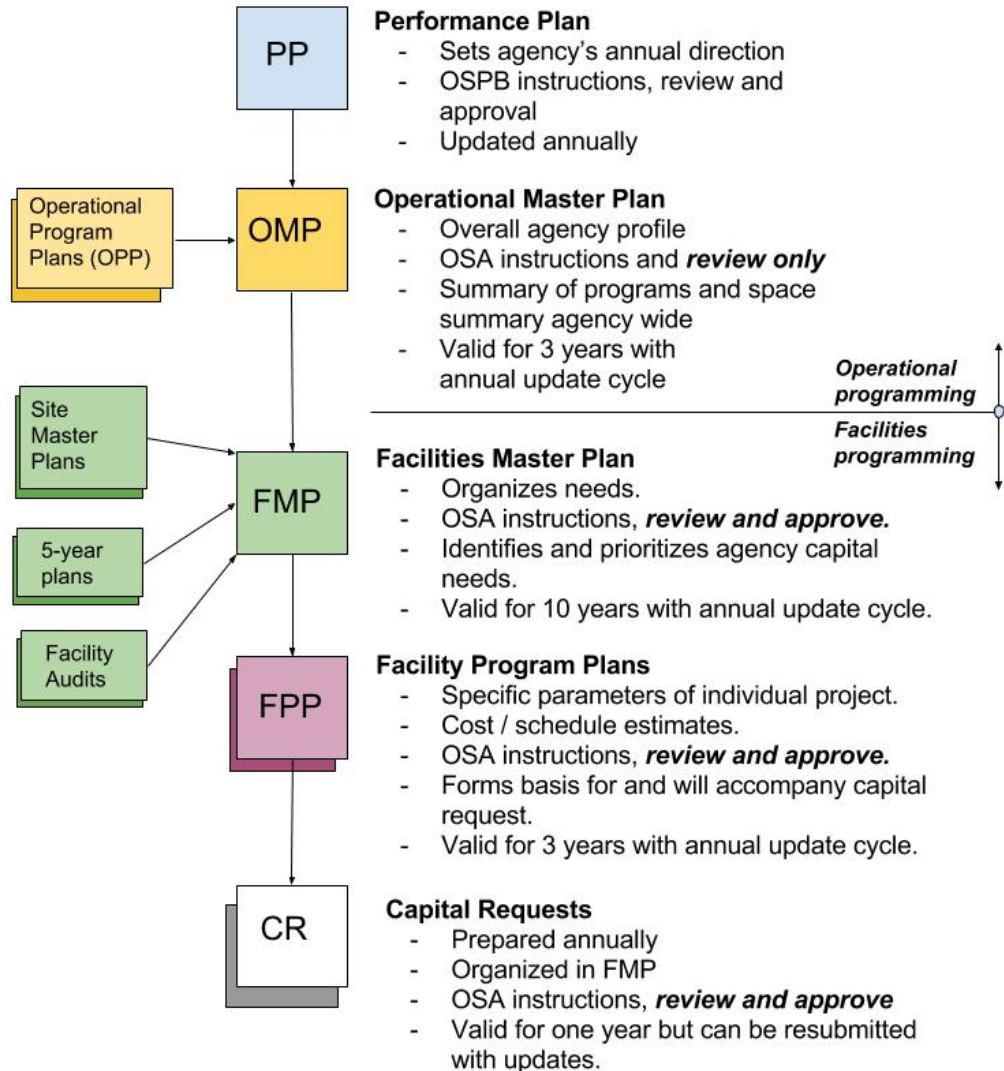 PP
Performance Plan
- Sets agency's annual direction
- OSPB instructions, review and
approval
- Updated annually
Operational
Program
Plans (OPP)
OMP
Operational Master Plan
- Overall agency profile
- OSA instructions and review only
- Summary of programs and space
summary agency wide
- Valid for 3 years with
annual update cycle
Operational
programming
Facilities
programming
Site
Master
Plans
5-year
plans
Facility
Audits
FMP
Facilities Master Plan
- Organizes needs.
- OSA instructions, review and approve.
- Identifies and prioritizes agency capital
needs.
- Valid for 10 years with annual update cycle.
FPP
Facility Program Plans
- Specific parameters of individual project.
- Cost / schedule estimates.
- OSA instructions, review and approve.
- Forms basis for and will accompany capital
request.
- Valid for 3 years with annual update cycle.
CR
Capital Requests
- Prepared annually
- Organized in FMP
- OSA instructions, review and approve
- Valid for one year but can be resubmitted
with updates.